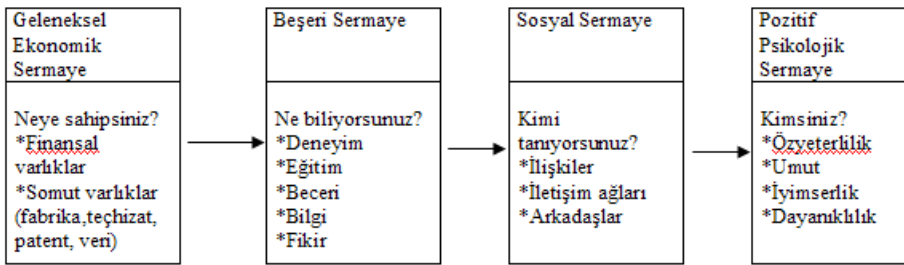 Geleneksel
Ekonomik
Sermaye
Neye sahipsiniz?
*Finansal
varlıklar
*Somut varlıklar
(fabrika,teçhizat,
patent, veri)
Beşeri Sermaye
Ne biliyorsunuz?
*Deneyim
*Eğitim
*Beceri
*Bilgi
*Fikir
Sosyal Sermaye
Kimi
tanıyorsunuz?
*İlişkiler
*İletişim ağları
*Arkadaşlar
Pozitif
Psikolojik
Sermaye
Kimsiniz?
*Özyeterlilik
*Umut
*İyimserlik
*Dayanıklılık